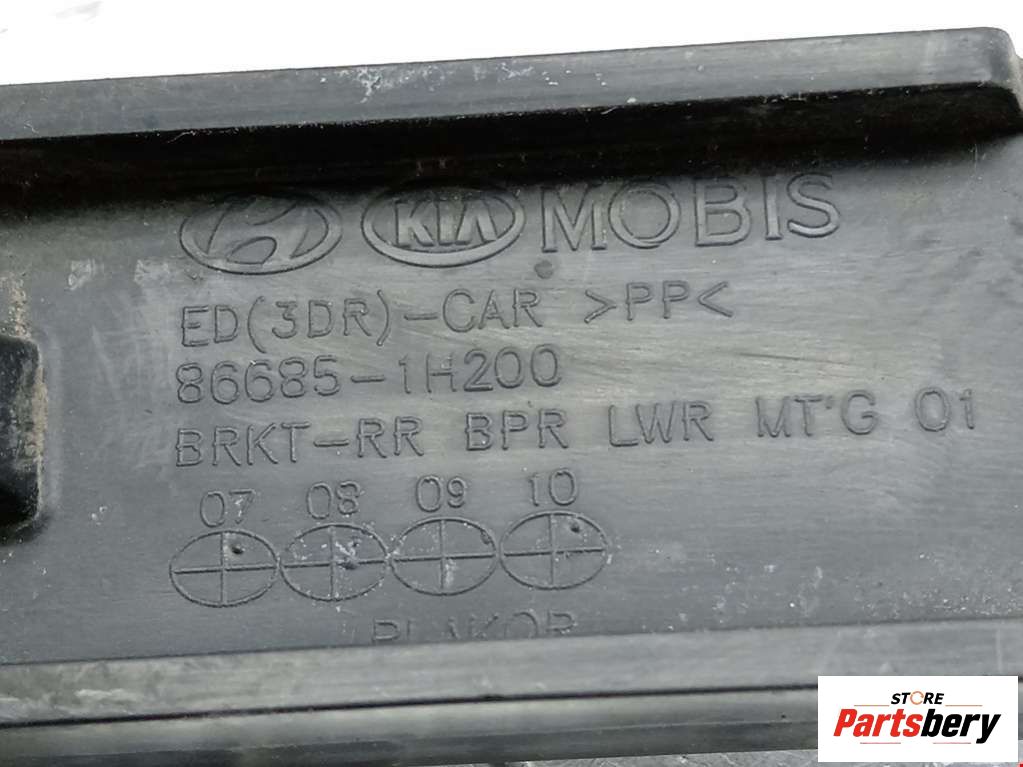 KIA MOBIS
ED(3DR)-CAR >PP<
86685-1H200
BRKT-RR BPR LWR MT'G 01
07 08 09 10
PLAKOR
STORE
Partsbery